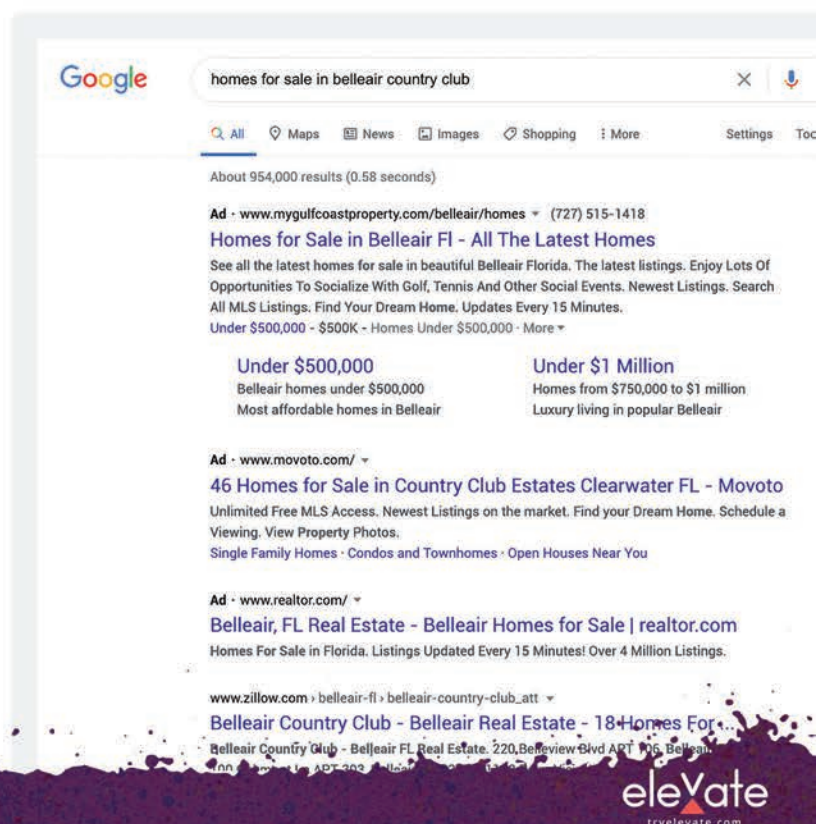 Google
homes for sale in belleair country club
All Maps News Images Shopping More Settings
About 954,000 results (0.58 seconds)
Ad · www.mygulfcoastproperty.com/belleair/homes (727) 515-1418
Homes for Sale in Belleair Fl - All The Latest Homes
See all the latest homes for sale in beautiful Belleair Florida. The latest listings. Enjoy Lots Of
Opportunities To Socialize With Golf, Tennis And Other Social Events. Newest Listings. Search
All MLS Listings. Find Your Dream Home. Updates Every 15 Minutes.
Under $500,000 - $500K - Homes Under $500,000 · More
Under $500,000
Belleair homes under $500,000
Most affordable homes in Belleair
Under $1 Million
Homes from $750,000 to $1 million
Luxury living in popular Belleair
Ad · www.movoto.com/
46 Homes for Sale in Country Club Estates Clearwater FL - Movoto
Unlimited Free MLS Access. Newest Listings on the market. Find your Dream Home. Schedule a
Viewing. View Property Photos.
Single Family Homes · Condos and Townhomes · Open Houses Near You
Ad · www.realtor.com/
Belleair, FL Real Estate - Belleair Homes for Sale | realtor.com
Homes For Sale in Florida. Listings Updated Every 15 Minutes! Over 4 Million Listings.
www.zillow.com › belleair-fl › belleair-country-club_att
Belleair Country Club - Belleair Real Estate - 18 Homes For ...
Belleair Country Club - Belleair FL Real Estate. 220 Belleview Blvd APT
elevate
tryelevate.com